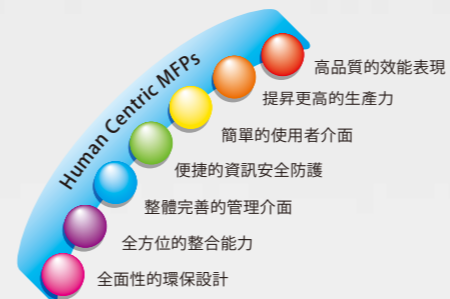 Human Centric MFPs
高品質的效能表現
提昇更高的生產力
簡單的使用者介面
便捷的資訊安全防護
整體完善的管理介面
全方位的整合能力
全面性的環保設計